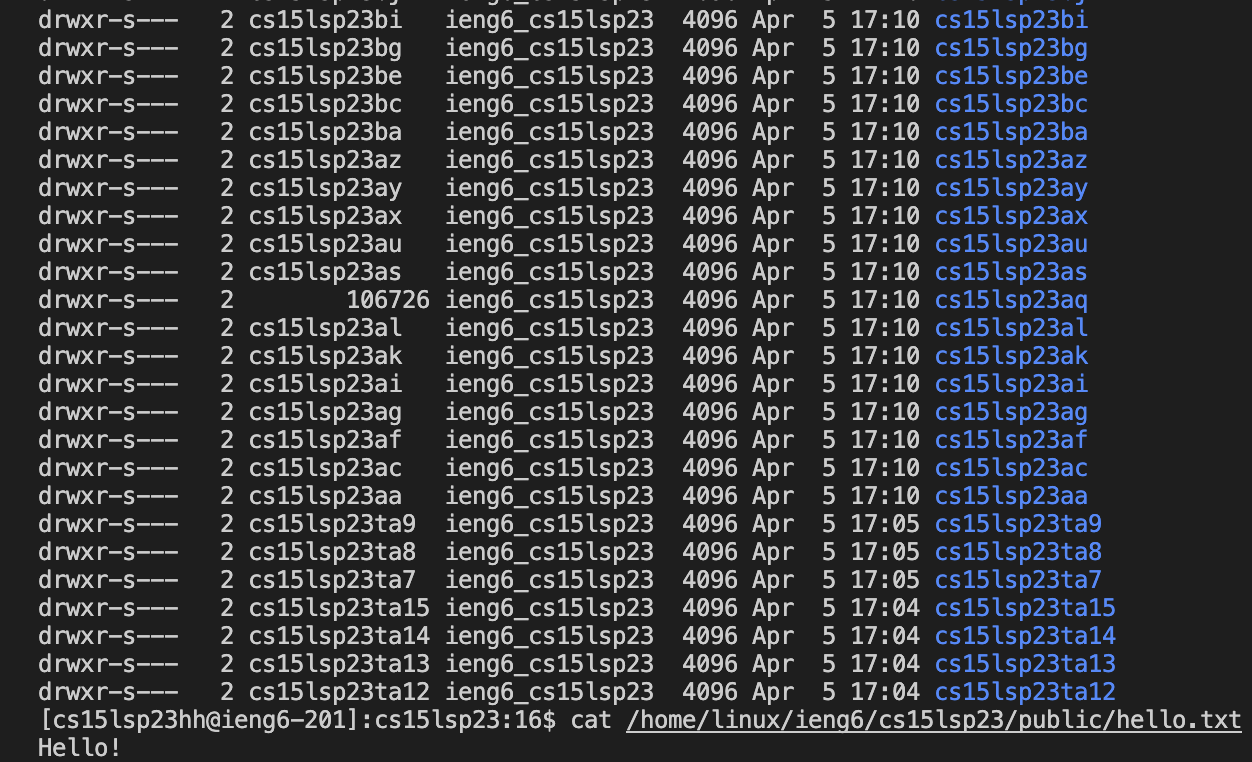 drwxr-s--- 2 cs15lsp23bi ieng6_cs15lsp23 4096 Apr 5 17:10 cs15lsp23bi
drwxr-s--- 2 cs15lsp23bg ieng6_cs15lsp23 4096 Apr 5 17:10 cs15lsp23bg
drwxr-s--- 2 cs15lsp23be ieng6_cs15lsp23 4096 Apr 5 17:10 cs15lsp23be
drwxr-s--- 2 cs15lsp23bc ieng6_cs15lsp23 4096 Apr 5 17:10 cs15lsp23bc
drwxr-s--- 2 cs15lsp23ba ieng6_cs15lsp23 4096 Apr 5 17:10 cs15lsp23ba
drwxr-s--- 2 cs15lsp23az ieng6_cs15lsp23 4096 Apr 5 17:10 cs15lsp23az
drwxr-s--- 2 cs15lsp23ay ieng6_cs15lsp23 4096 Apr 5 17:10 cs15lsp23ay
drwxr-s--- 2 cs15lsp23ax ieng6_cs15lsp23 4096 Apr 5 17:10 cs15lsp23ax
drwxr-s--- 2 cs15lsp23au ieng6_cs15lsp23 4096 Apr 5 17:10 cs15lsp23au
drwxr-s--- 2 cs15lsp23as ieng6_cs15lsp23 4096 Apr 5 17:10 cs15lsp23as
drwxr-s--- 2 106726 ieng6_cs15lsp23 4096 Apr 5 17:10 cs15lsp23aq
drwxr-s--- 2 cs15lsp23al ieng6_cs15lsp23 4096 Apr 5 17:10 cs15lsp23al
drwxr-s--- 2 cs15lsp23ak ieng6_cs15lsp23 4096 Apr 5 17:10 cs15lsp23ak
drwxr-s--- 2 cs15lsp23ai ieng6_cs15lsp23 4096 Apr 5 17:10 cs15lsp23ai
drwxr-s--- 2 cs15lsp23ag ieng6_cs15lsp23 4096 Apr 5 17:10 cs15lsp23ag
drwxr-s--- 2 cs15lsp23af ieng6_cs15lsp23 4096 Apr 5 17:10 cs15lsp23af
drwxr-s--- 2 cs15lsp23ac ieng6_cs15lsp23 4096 Apr 5 17:10 cs15lsp23ac
drwxr-s--- 2 cs15lsp23aa ieng6_cs15lsp23 4096 Apr 5 17:10 cs15lsp23aa
drwxr-s--- 2 cs15lsp23ta9 ieng6_cs15lsp23 4096 Apr 5 17:05 cs15lsp23ta9
drwxr-s--- 2 cs15lsp23ta8 ieng6_cs15lsp23 4096 Apr 5 17:05 cs15lsp23ta8
drwxr-s--- 2 cs15lsp23ta7 ieng6_cs15lsp23 4096 Apr 5 17:05 cs15lsp23ta7
drwxr-s--- 2 cs15lsp23ta15 ieng6_cs15lsp23 4096 Apr 5 17:04 cs15lsp23ta15
drwxr-s--- 2 cs15lsp23ta14 ieng6_cs15lsp23 4096 Apr 5 17:04 cs15lsp23ta14
drwxr-s--- 2 cs15lsp23ta13 ieng6_cs15lsp23 4096 Apr 5 17:04 cs15lsp23ta13
drwxr-s--- 2 cs15lsp23ta12 ieng6_cs15lsp23 4096 Apr 5 17:04 cs15lsp23ta12
[cs15lsp23hh@ieng6-201]:cs15lsp23:16$ cat /home/linux/ieng6/cs15lsp23/public/hello.txt
Hello!